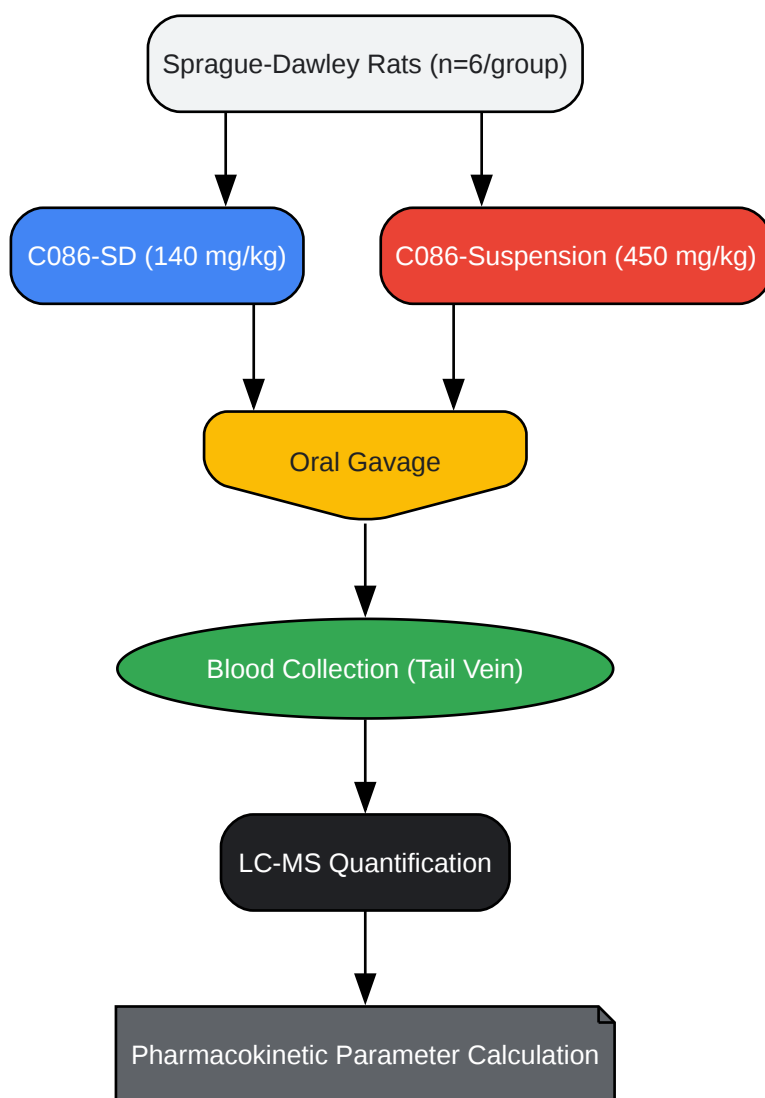 Sprague-Dawley Rats (n=6/group)
C086-SD (140 mg/kg)
C086-Suspension (450 mg/kg)
Oral Gavage
Blood Collection (Tail Vein)
LC-MS Quantification
Pharmacokinetic Parameter Calculation